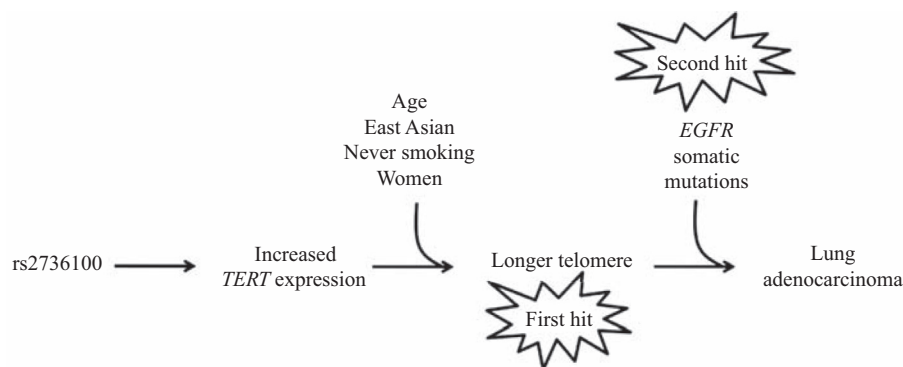 rs2736100
Increased
TERT expression
Age
East Asian
Never smoking
Women
Longer telomere
First hit
Second hit
EGFR
somatic
mutations
Lung
adenocarcinoma